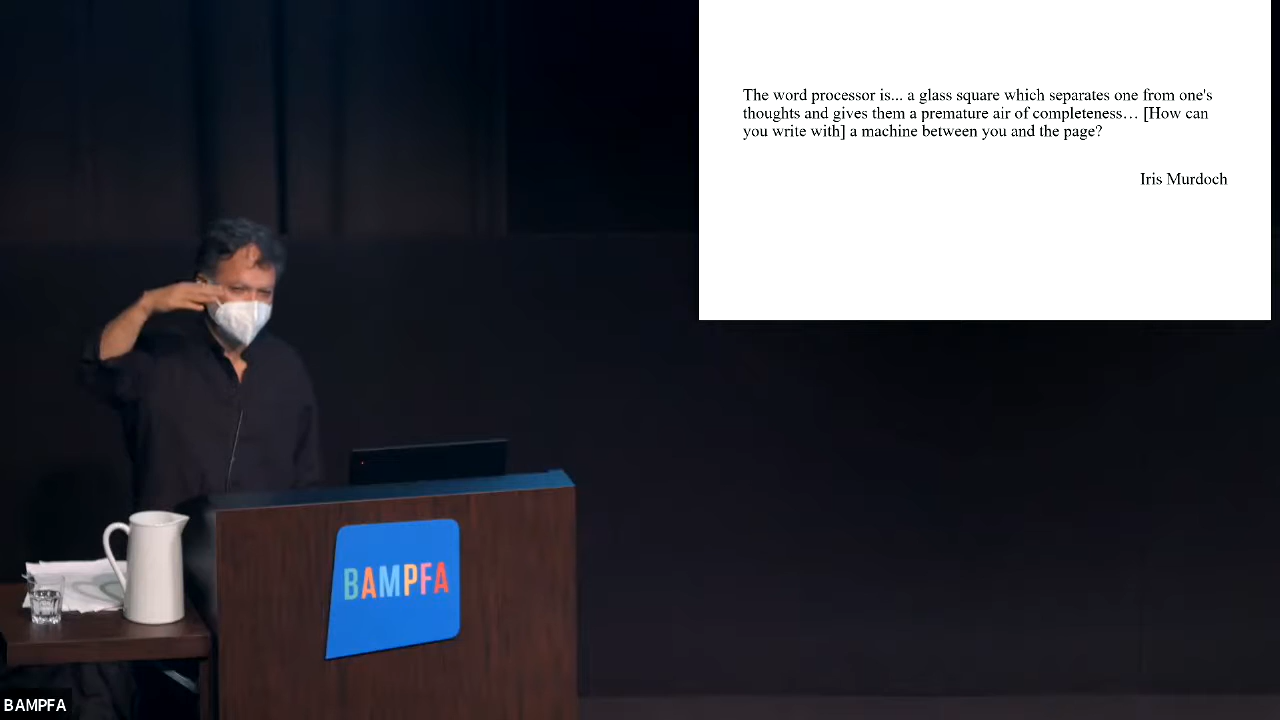 The word processor is... a glass square which separates one from one's
thoughts and gives them a premature air of completeness… [How can
you write with] a machine between you and the page?
Iris Murdoch
BAMPFA
BAMPFA